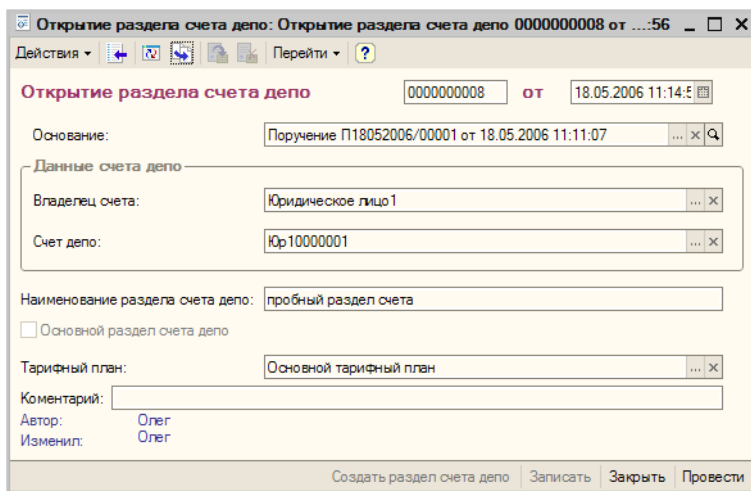 Открытие раздела счета депо: Открытие раздела счета депо 0000000008 от ...:56
Действия Перейти ?
Открытие раздела счета депо 0000000008 от 18.05.2006 11:14:5
Основание: Поручение П18052006/00001 от 18.05.2006 11:11:07 ... x
Данные счета депо
Владелец счета: Юридическое лицо1 ... x
Счет депо: Юр10000001 ... x
Наименование раздела счета депо: пробный раздел счета
Основной раздел счета депо
Тарифный план: Основной тарифный план ... x
Коментарий:
Автор: Олег
Изменил: Олег
Создать раздел счета депо Записать Закрыть Провести